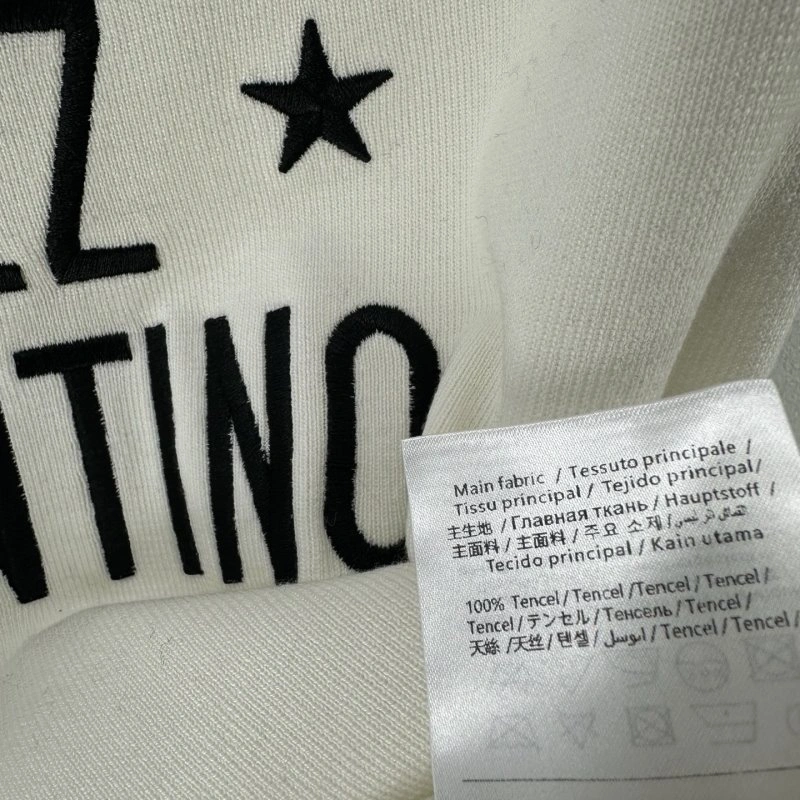 Z
NTINO
Main fabric / Tessuto principale /
Tissu principal / Tejido principal/
主生地 / Главная ткань / Hauptstoff /
主面料 / 主面料 / 주요 소재 /
Tecido principal / Kain utama
100% Tencel / Tencel /Tencel / Tencel /
Tencel / テンセル / Тенсель/ Tencel /
天絲 /天丝 / 텐셀 / / Tencel / Tencel /